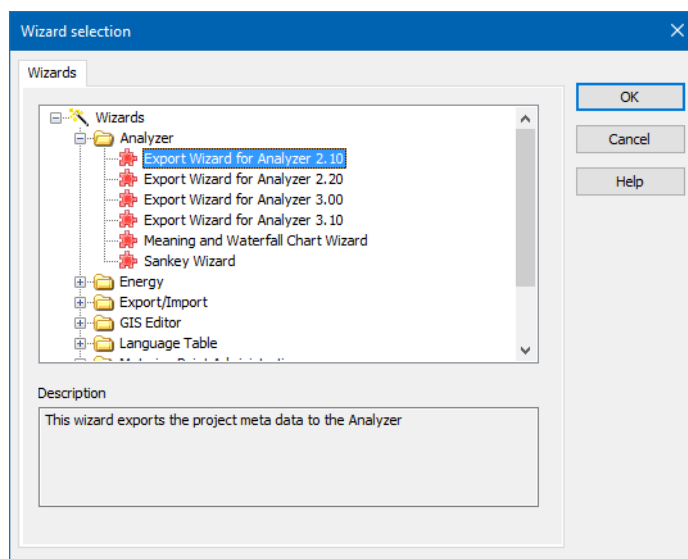 Wizard selection
Wizards
Wizards
Analyzer
Export Wizard for Analyzer 2.10
Export Wizard for Analyzer 2.20
Export Wizard for Analyzer 3.00
Export Wizard for Analyzer 3.10
Meaning and Waterfall Chart Wizard
Sankey Wizard
Energy
Export/Import
GIS Editor
Language Table
OK
Cancel
Help
Description
This wizard exports the project meta data to the Analyzer